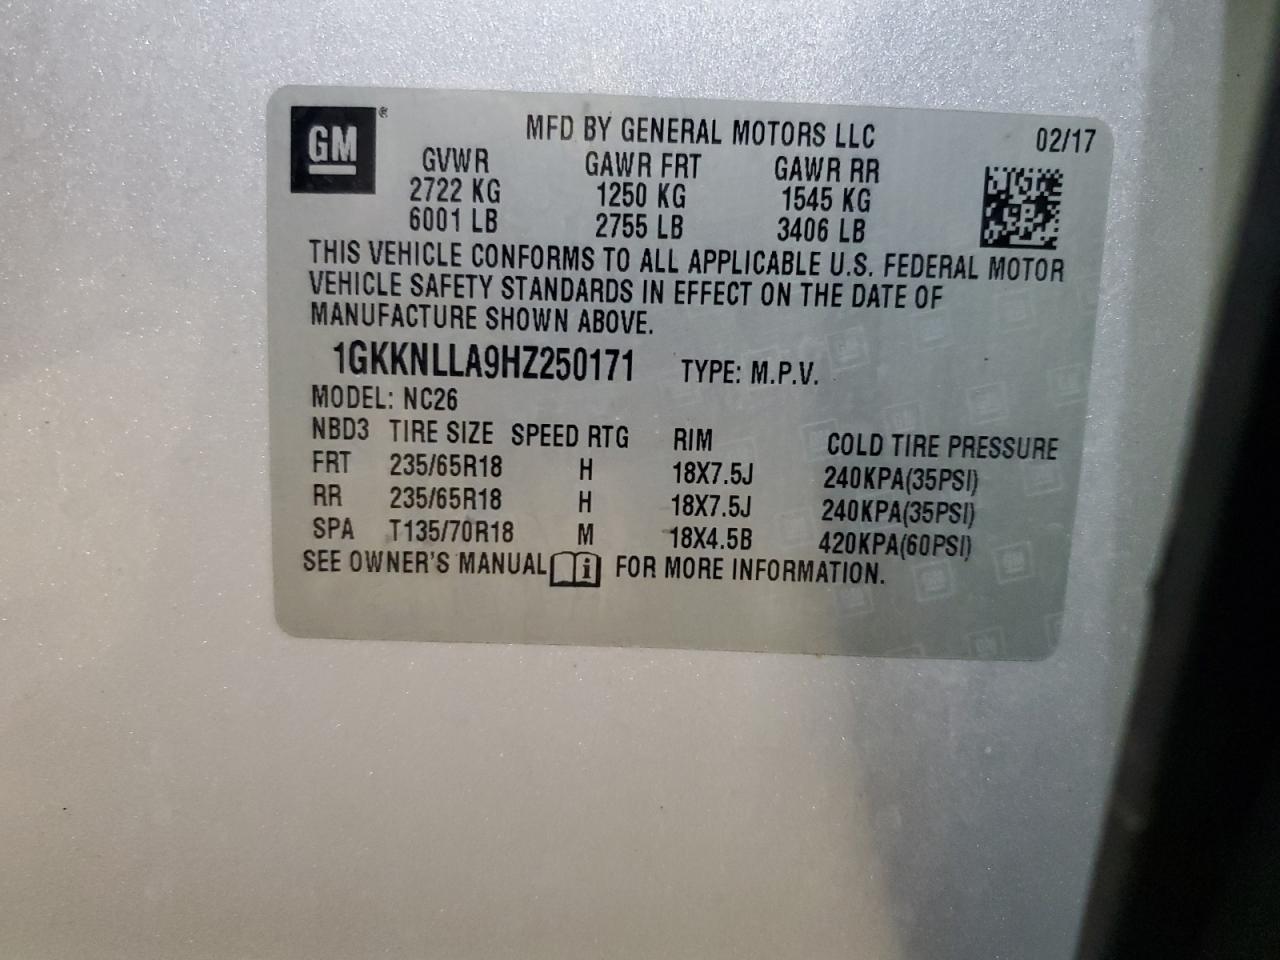 GM ®
MFD BY GENERAL MOTORS LLC 02/17
GVWR GAWR FRT GAWR RR
2722 KG 1250 KG 1545 KG
6001 LB 2755 LB 3406 LB
THIS VEHICLE CONFORMS TO ALL APPLICABLE U.S. FEDERAL MOTOR
VEHICLE SAFETY STANDARDS IN EFFECT ON THE DATE OF
MANUFACTURE SHOWN ABOVE.
1GKKNLLA9HZ250171 TYPE: M.P.V.
MODEL: NC26
NBD3 TIRE SIZE SPEED RTG RIM COLD TIRE PRESSURE
FRT 235/65R18 H 18X7.5J 240KPA(35PSI)
RR 235/65R18 H 18X7.5J 240KPA(35PSI)
SPA T135/70R18 M 18X4.5B 420KPA(60PSI)
SEE OWNER'S MANUAL i FOR MORE INFORMATION.